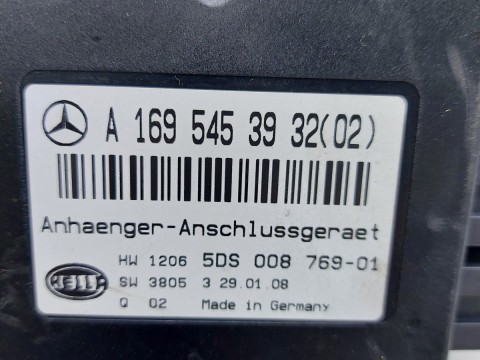 A 169 545 39 32(02)
Anhaenger-Anschlussgeraet
HW 1206 5DS 008 769-01
HELLA SW 3805 3 29.01.08
Q 02 Made in Germany